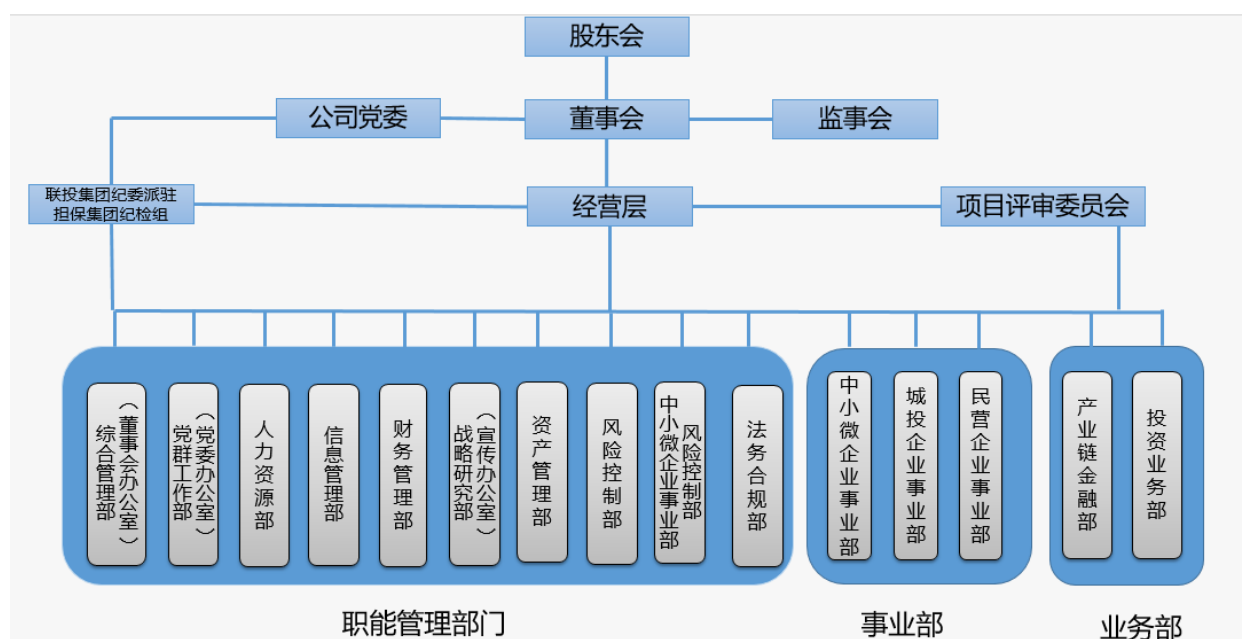 股东会
公司党委
董事会
监事会
联投集团纪委派驻
担保集团纪检组
经营层
项目评审委员会
综合管理部
（董事会办公室）
党群工作部
（党委办公室）
人力资源部
信息管理部
财务管理部
战略研究部
（宣传办公室）
资产管理部
风险控制部
中小微企业事业部
风险控制部
法务合规部
中小微企业事业部
城投企业事业部
民营企业事业部
产业链金融部
投资业务部
职能管理部门
事业部
业务部